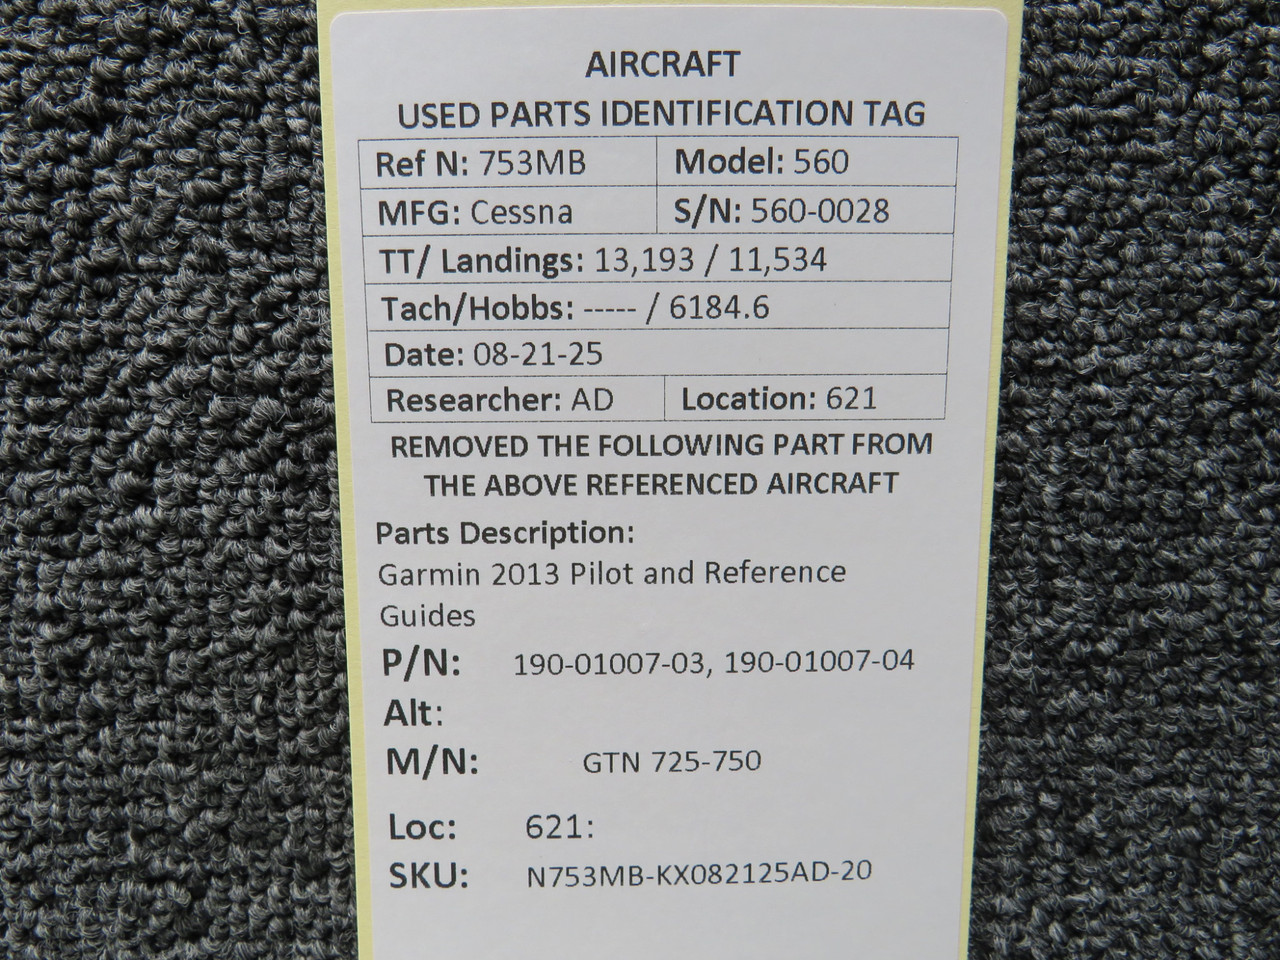 AIRCRAFT
USED PARTS IDENTIFICATION TAG
Ref N: 753MB Model: 560
MFG: Cessna S/N: 560-0028
TT/ Landings: 13,193 / 11,534
Tach/Hobbs: ----- / 6184.6
Date: 08-21-25
Researcher: AD Location: 621
REMOVED THE FOLLOWING PART FROM
THE ABOVE REFERENCED AIRCRAFT
Parts Description:
Garmin 2013 Pilot and Reference
Guides
P/N: 190-01007-03, 190-01007-04
Alt:
M/N: GTN 725-750
Loc: 621:
SKU: N753MB-KX082125AD-20